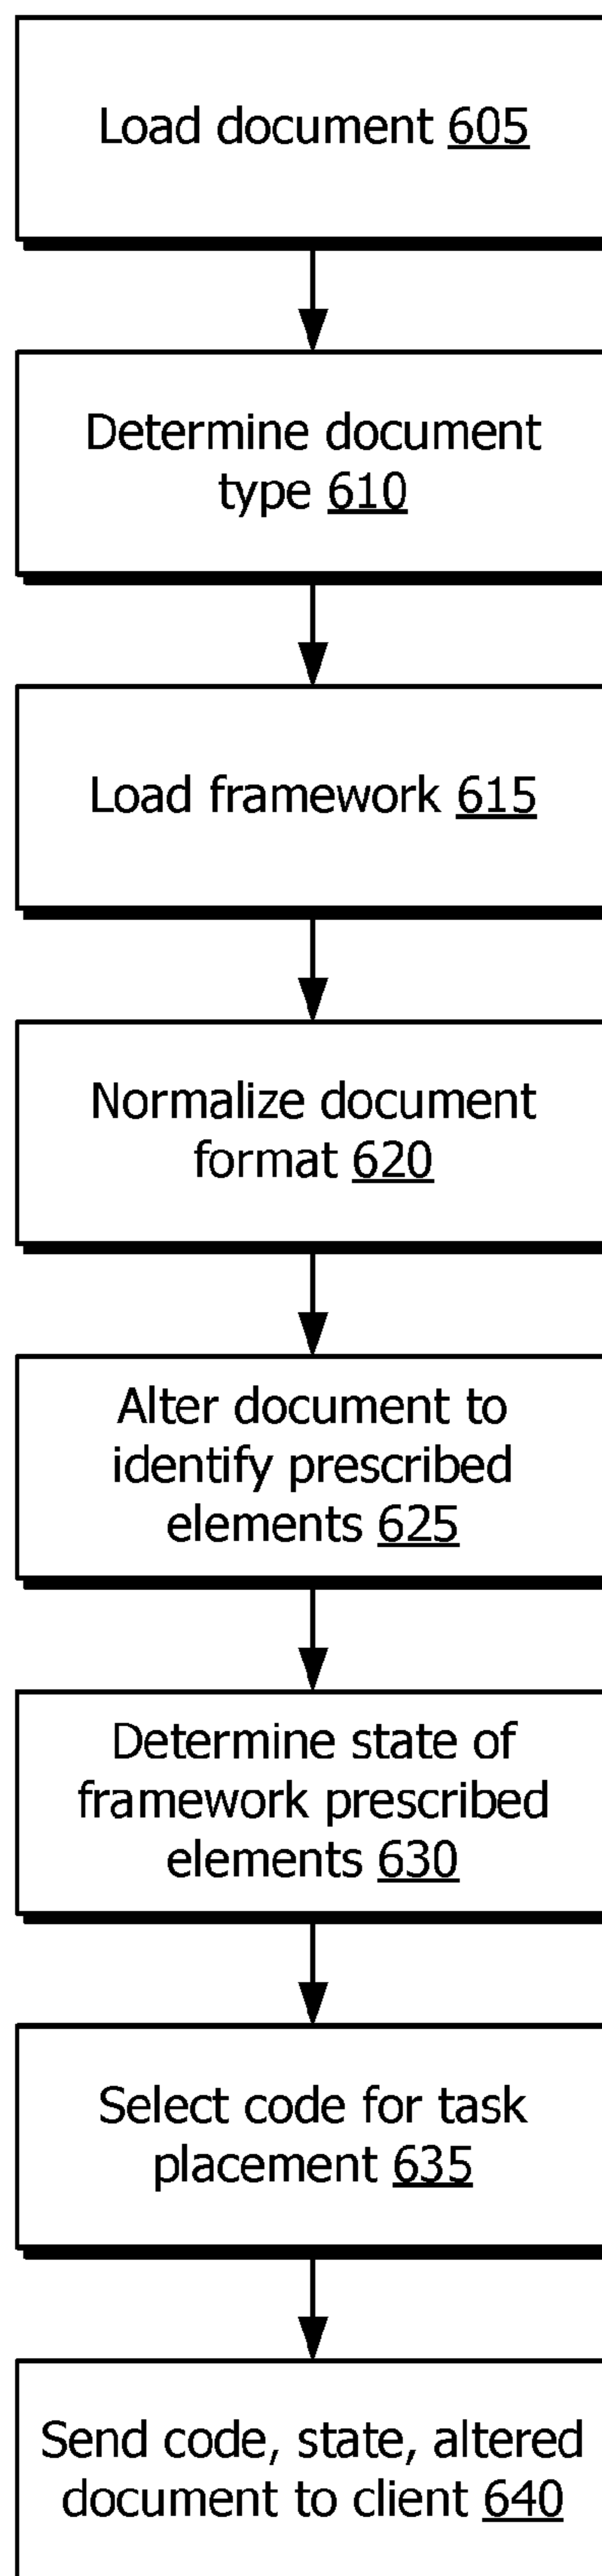 Load document 605
Determine document
type 610
Load framework 615
Normalize document
format 620
Alter document to
identify prescribed
elements 625
Determine state of
framework prescribed
elements 630
Select code for task
placement 635
Send code, state, altered
document to client 640